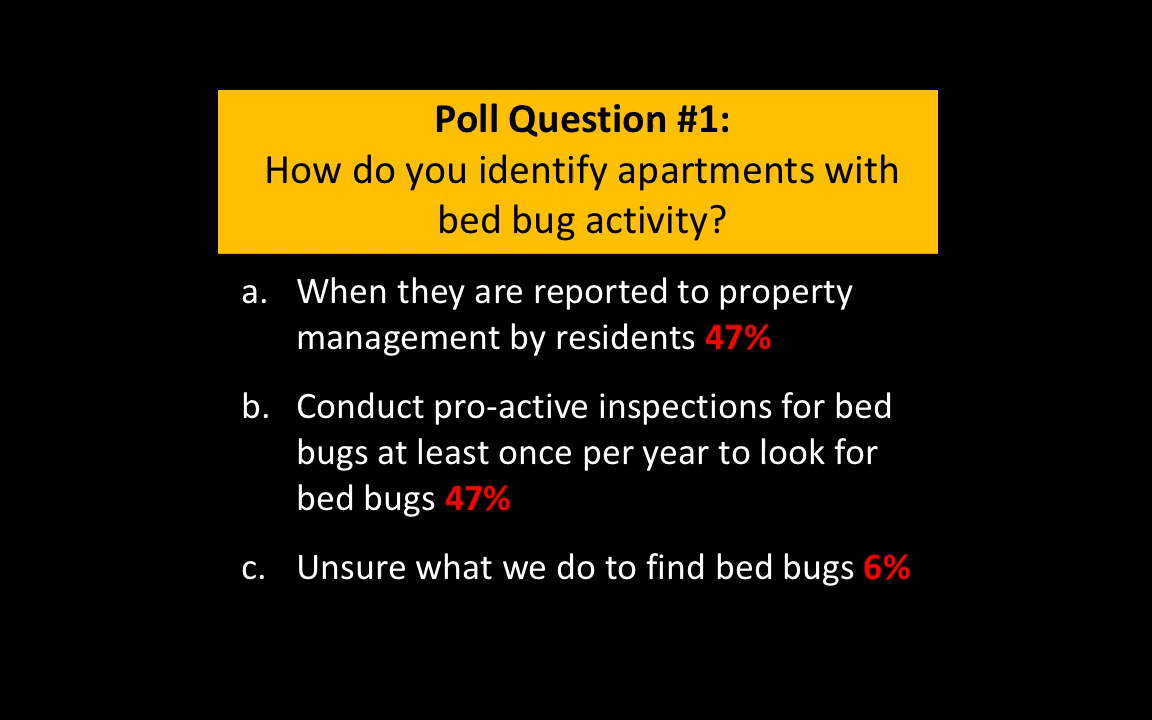 Poll Question #1:
How do you identify apartments with
bed bug activity?
a. When they are reported to property
management by residents 47%
b. Conduct pro-active inspections for bed
bugs at least once per year to look for
bed bugs 47%
c. Unsure what we do to find bed bugs 6%